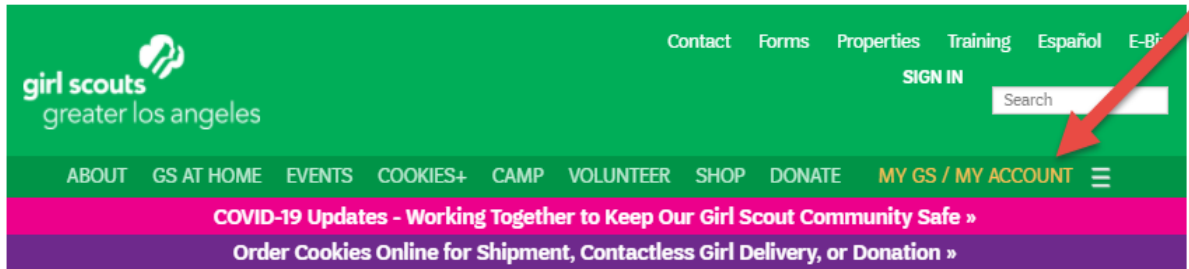 Contact Forms Properties Training Español
SIGN IN
girl scouts
greater los angeles
Search
ABOUT GS AT HOME EVENTS COOKIES+ CAMP VOLUNTEER SHOP DONATE MY GS / MY ACCOUNT
COVID-19 Updates - Working Together to Keep Our Girl Scout Community Safe »
Order Cookies Online for Shipment, Contactless Girl Delivery, or Donation »